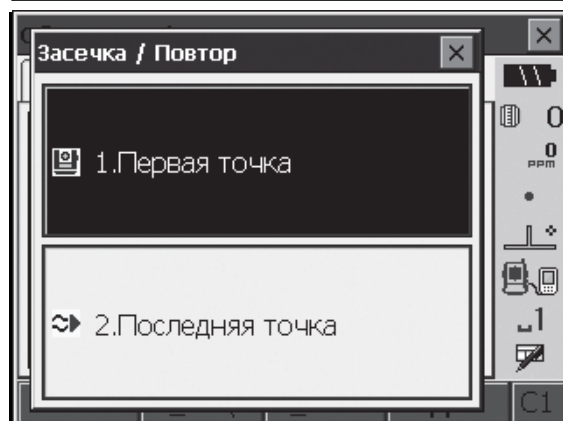 Засечка / Повтор
0
0
PPM
1.Первая точка
2.Последняя точка
1
C1